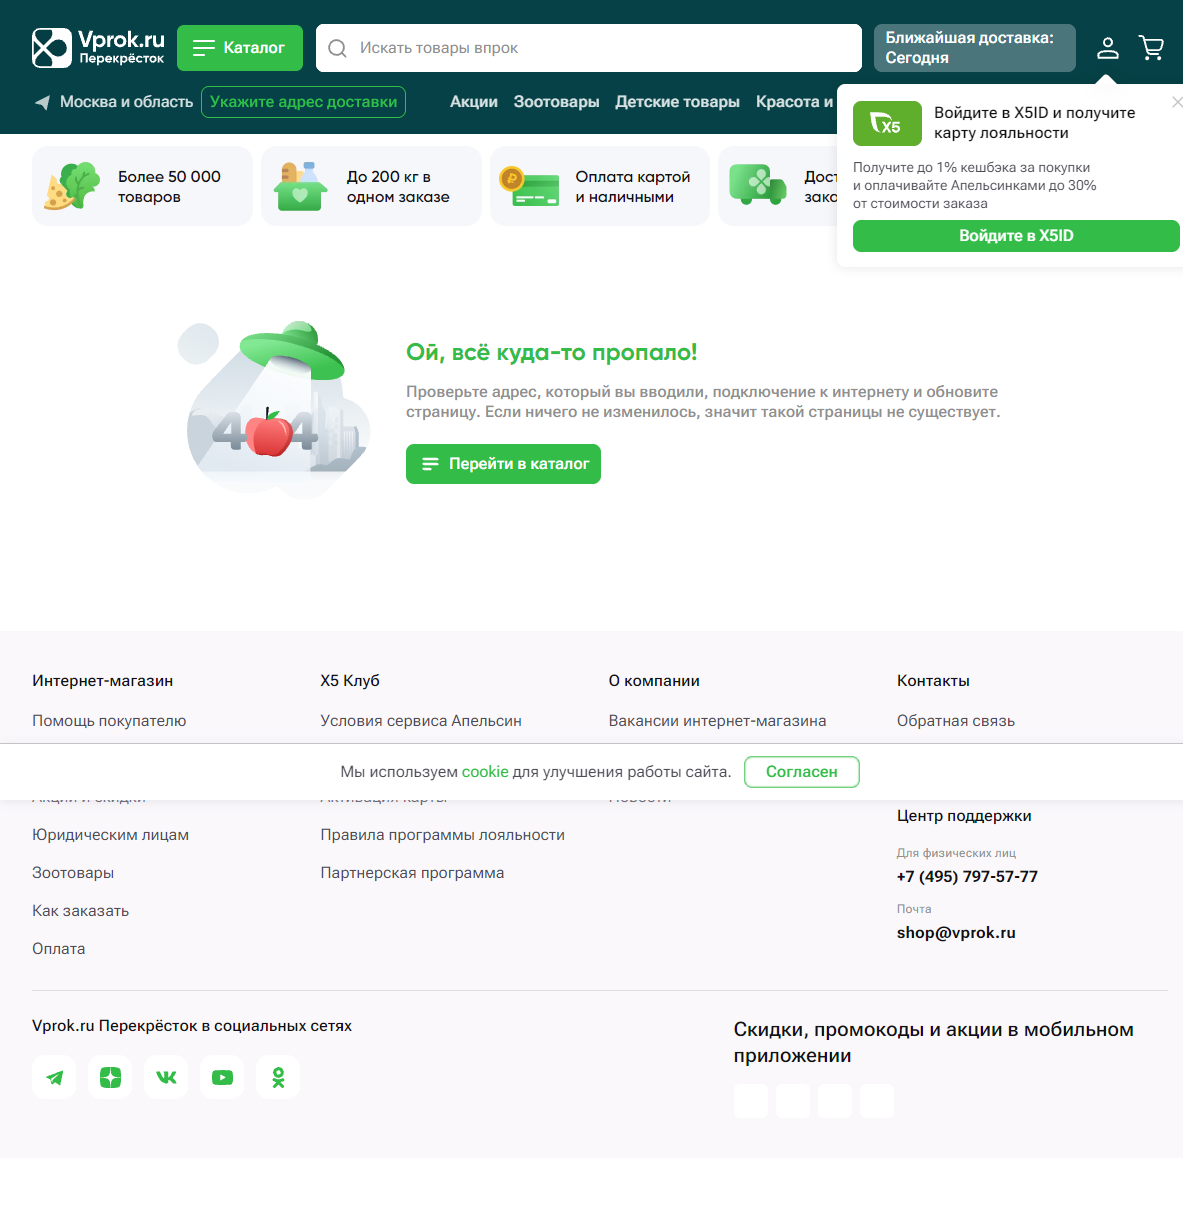 Vprok.ru
Перекрёсток
Каталог
Искать товары впрок
Ближайшая доставка:
Сегодня
Москва и область
Укажите адрес доставки
Акции
Зоотовары
Детские товары
Красота и
X5
Войдите в X5ID и получите
карту лояльности
Получите до 1% кешбэка за покупки
и оплачивайте Апельсинками до 30%
от стоимости заказа
Войдите в X5ID
Более 50 000
товаров
До 200 кг в
одном заказе
Оплата картой
и наличными
404
Ой, всё куда-то пропало!
Проверьте адрес, который вы вводили, подключение к интернету и обновите
страницу. Если ничего не изменилось, значит такой страницы не существует.
Перейти в каталог
Интернет-магазин
X5 Клуб
О компании
Контакты
Помощь покупателю
Условия сервиса Апельсин
Вакансии интернет-магазина
Обратная связь
Мы используем cookie для улучшения работы сайта.
Согласен
Акции и скидки
Активация карты
Новости
Центр поддержки
Юридическим лицам
Правила программы лояльности
Для физических лиц
Зоотовары
Партнерская программа
+7 (495) 797-57-77
Как заказать
Почта
Оплата
shop@vprok.ru
Vprok.ru Перекрёсток в социальных сетях
Скидки, промокоды и акции в мобильном
приложении